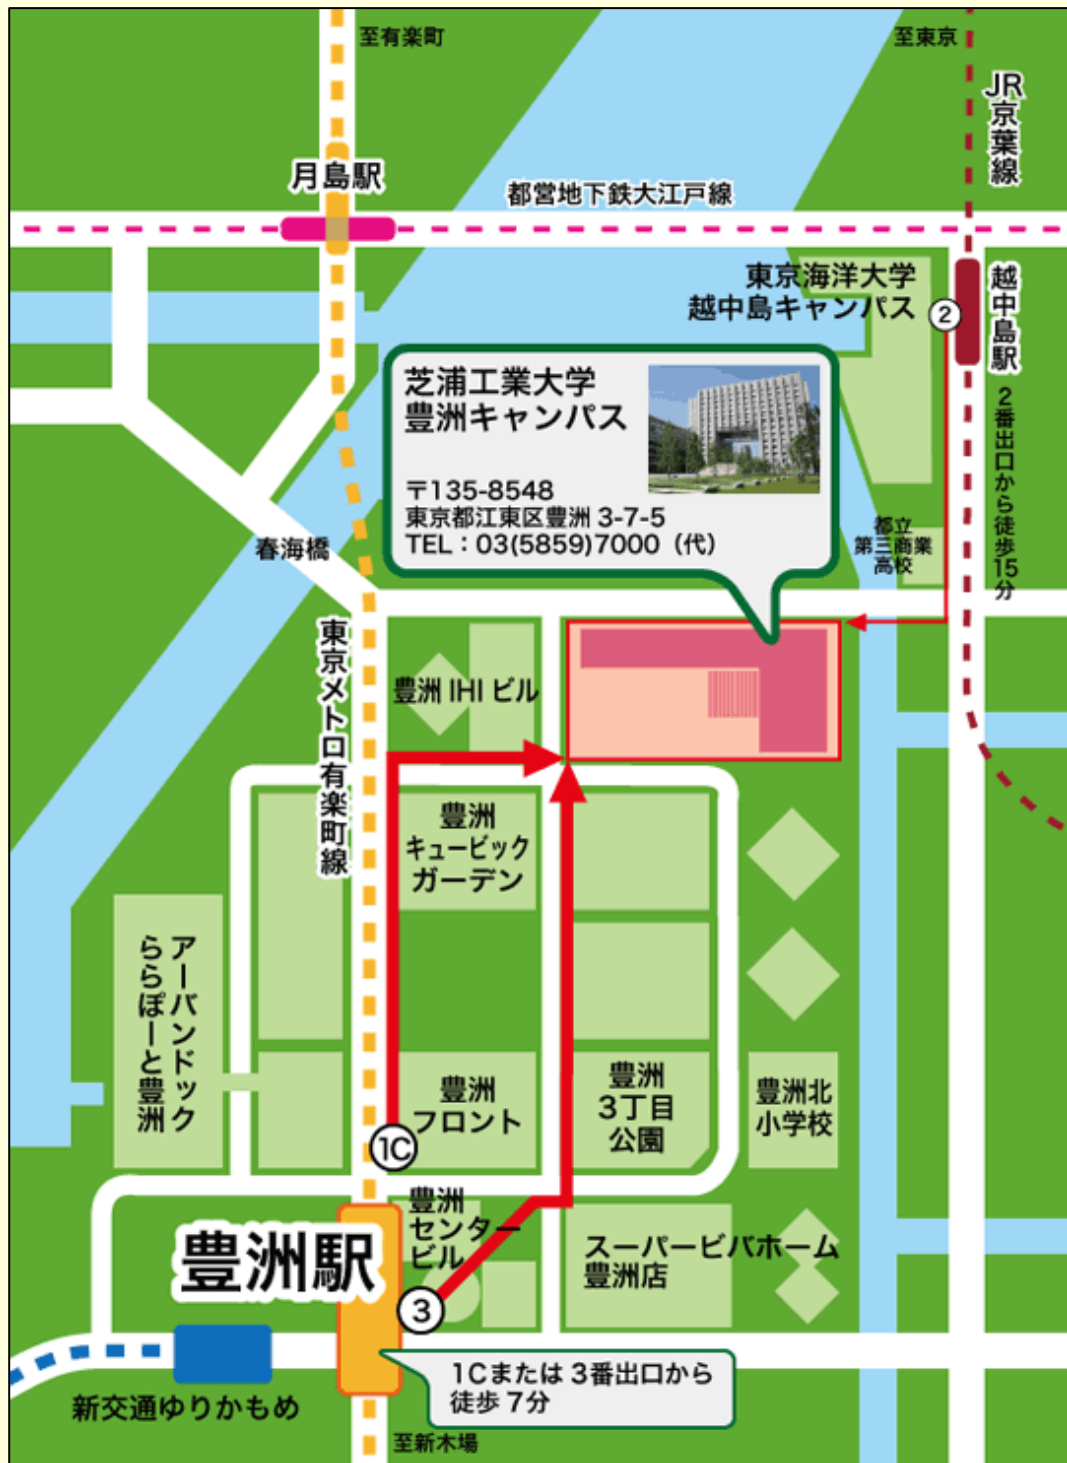 至有楽町
至東京
JR京葉線
月島駅
都営地下鉄大江戸線
東京海洋大学
越中島キャンパス
②
越中島駅
2番出口から徒歩15分
芝浦工業大学
豊洲キャンパス
〒135-8548
東京都江東区豊洲 3-7-5
TEL：03(5859)7000（代）
都立
第三商業
高校
春海橋
東京メトロ有楽町線
豊洲 IHI ビル
豊洲
キュービック
ガーデン
アーバンドック
ららぽーと豊洲
豊洲
フロント
豊洲
3丁目
公園
豊洲北
小学校
1C
豊洲
センター
ビル
豊洲駅
スーパービバホーム
豊洲店
③
1Cまたは 3番出口から
徒歩 7分
新交通ゆりかもめ
至新木場